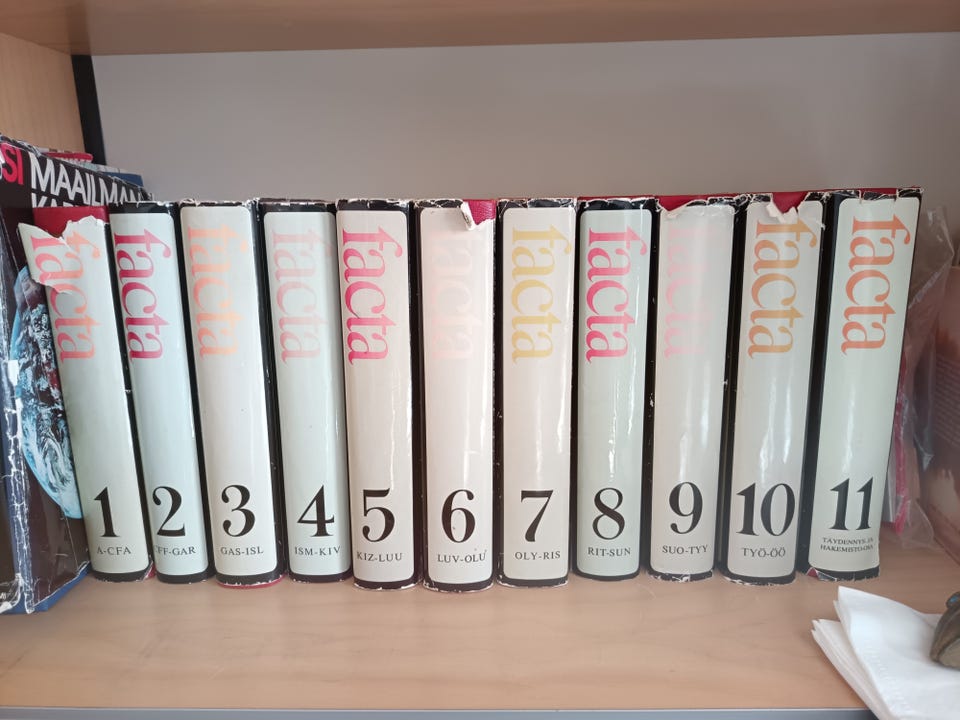 SI MAAILMAN
facta
1
A-CFA
facta
2
CFF-GAR
facta
3
GAS-ISL
facta
4
ISM-KIV
facta
5
KIZ-LUU
facta
6
LUV-OLU
facta
7
OLY-RIS
facta
8
RIT-SUN
facta
9
SUO-TYY
facta
10
TYÖ-ÖÖ
facta
11
TÄYDENNYS JA
HAKEMISTO-OSA